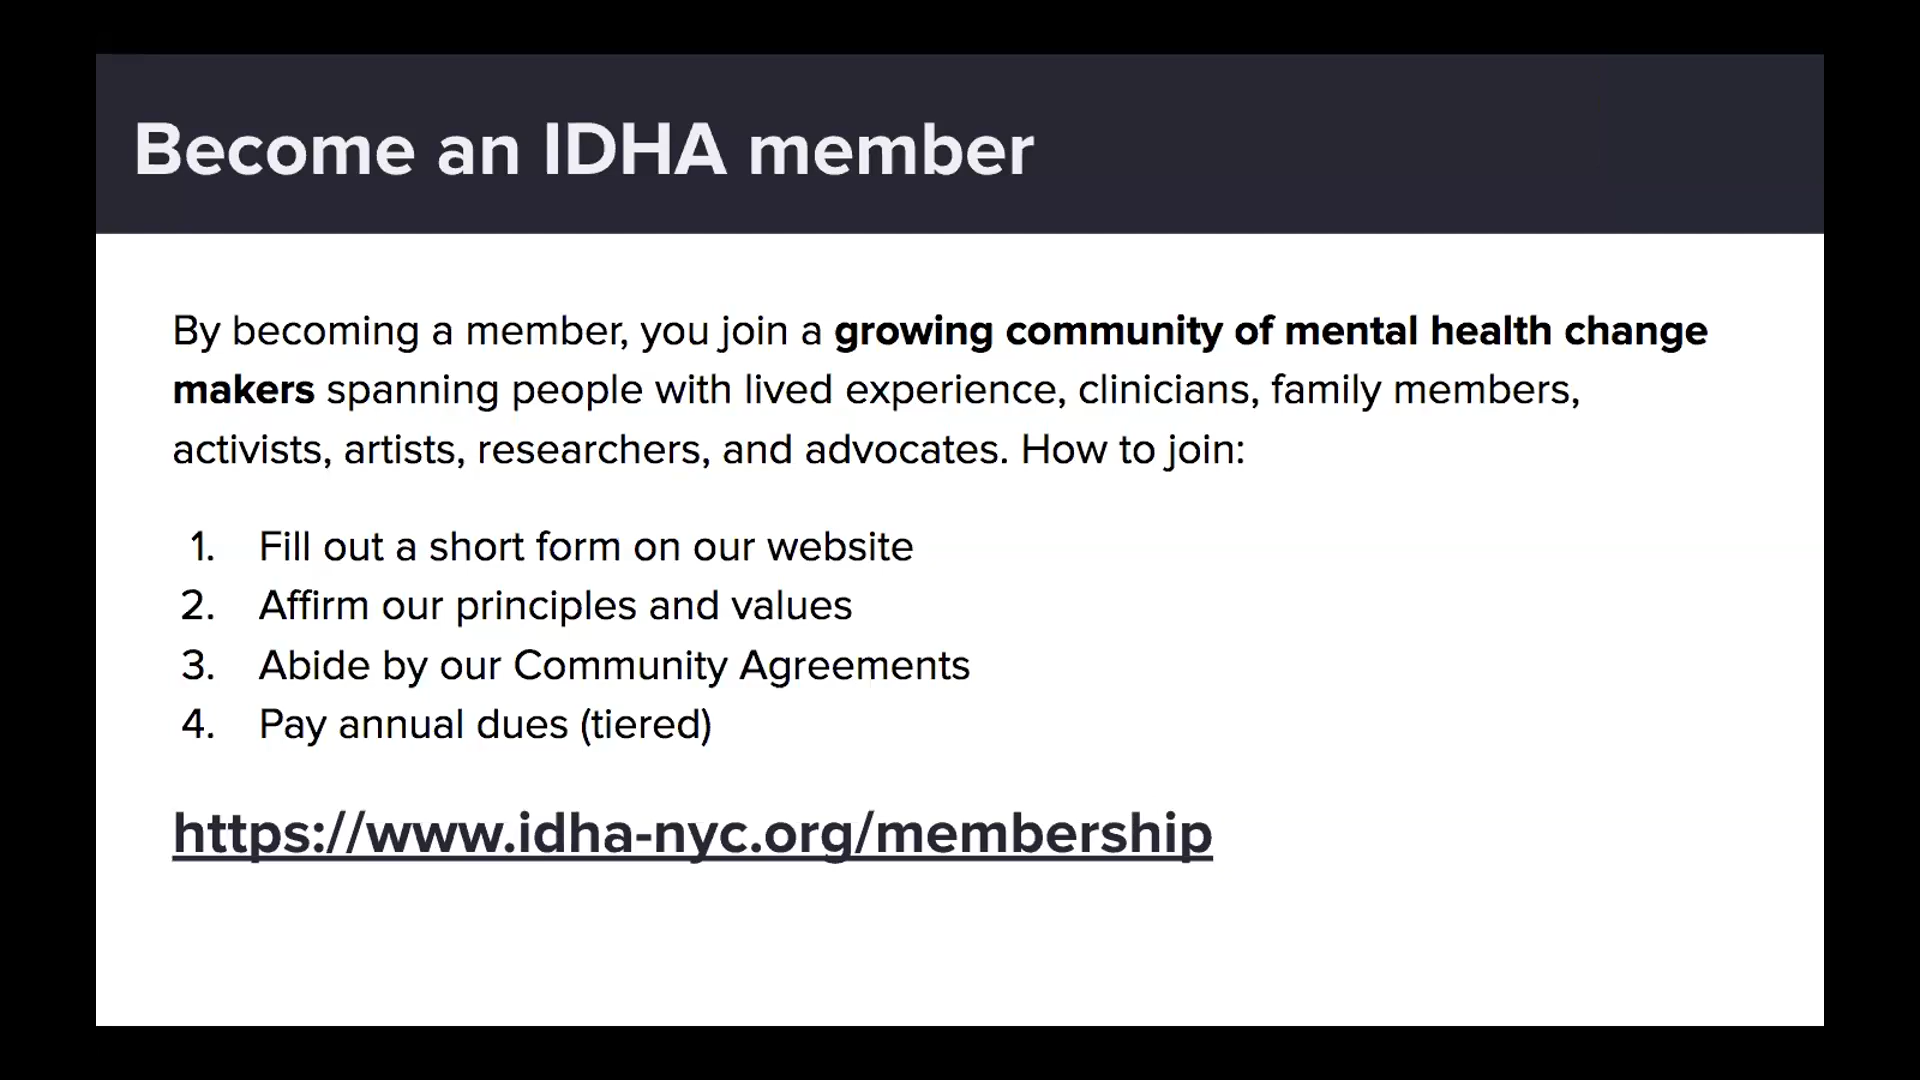 Become an IDHA member
By becoming a member, you join a growing community of mental health change
makers spanning people with lived experience, clinicians, family members,
activists, artists, researchers, and advocates. How to join:
1. Fill out a short form on our website
2. Affirm our principles and values
3. Abide by our Community Agreements
4. Pay annual dues (tiered)
https://www.idha-nyc.org/membership